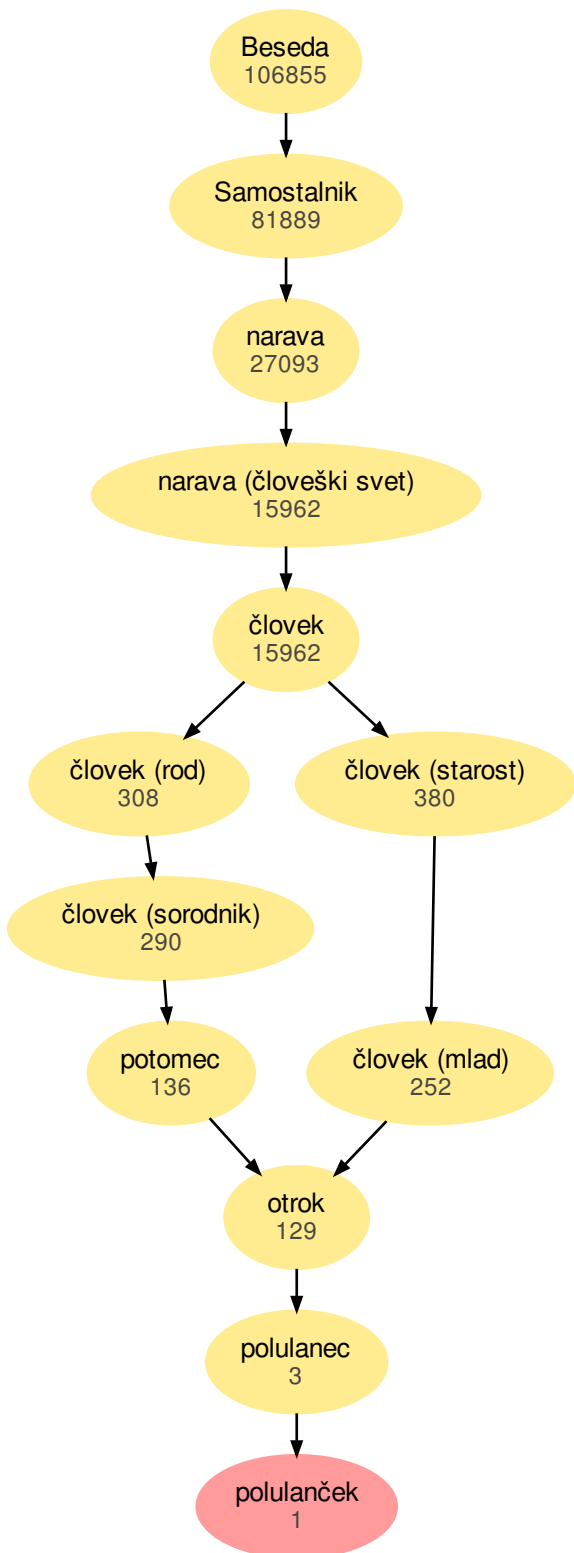 Beseda
106855
Samostalnik
81889
narava
27093
narava (človeški svet)
15962
človek
15962
človek (rod)
308
človek (starost)
380
človek (sorodnik)
290
potomec
136
človek (mlad)
252
otrok
129
polulanec
3
polulanček
1